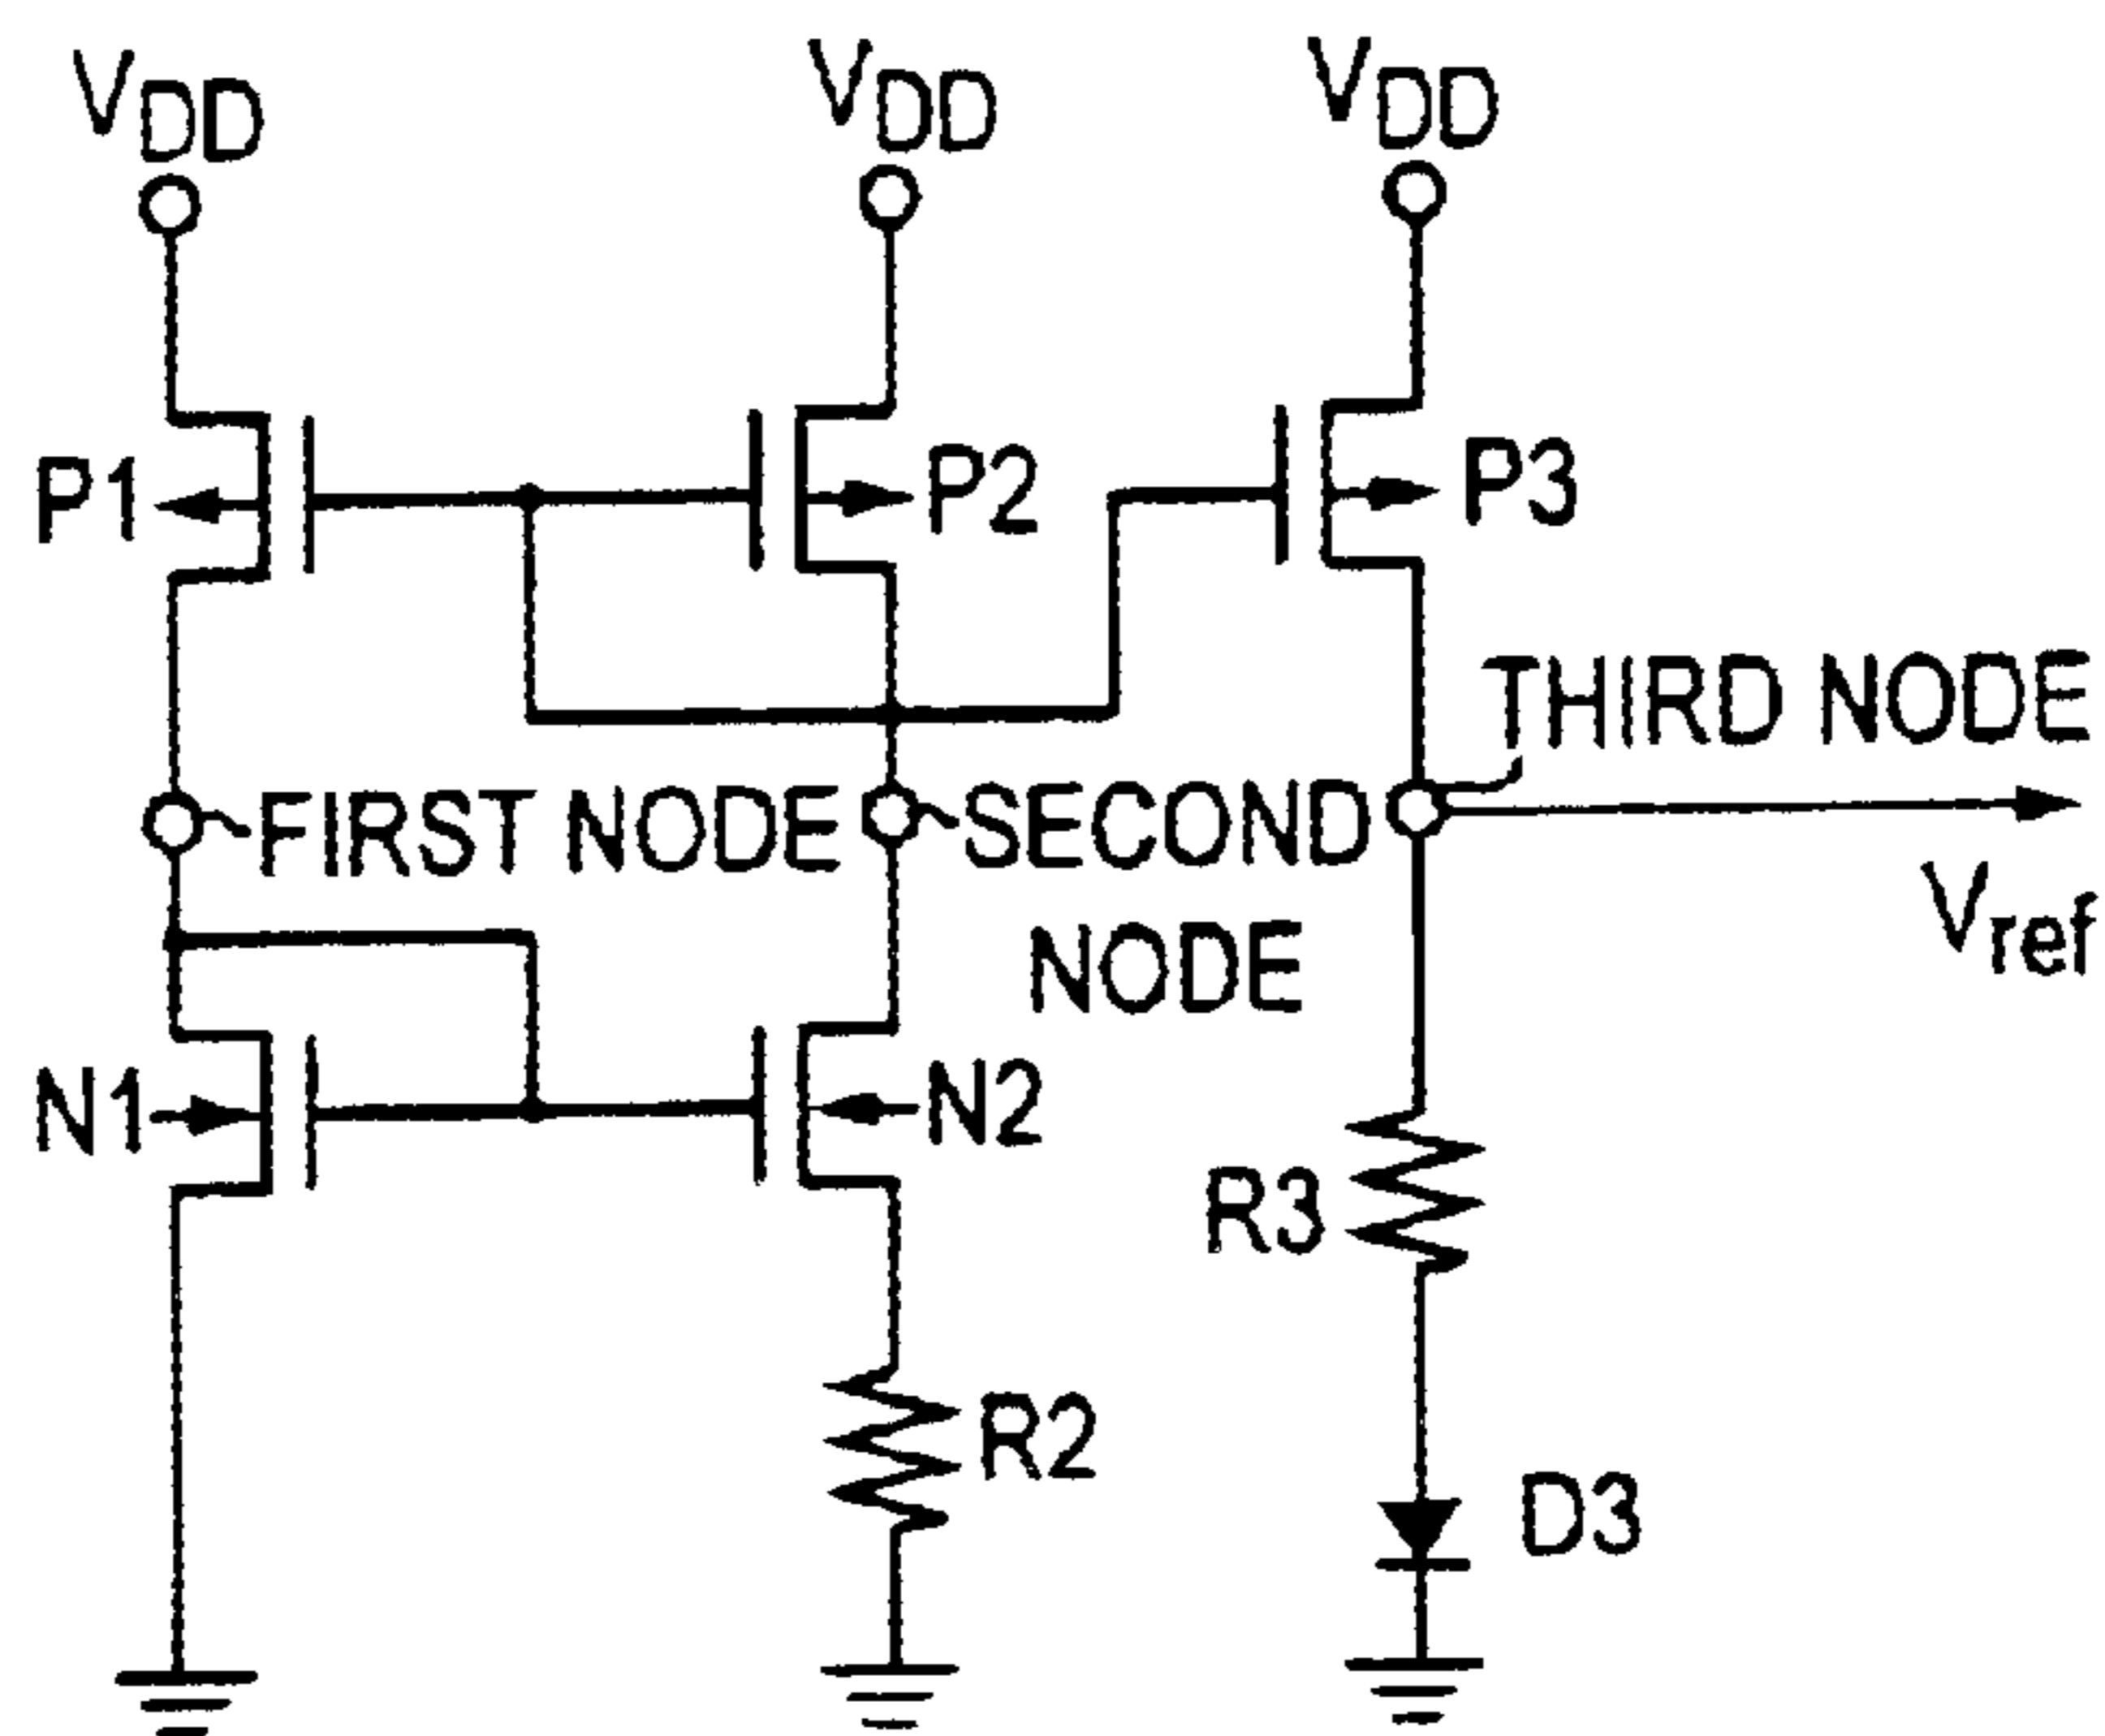 VDD
VDD
VDD
P1
P2
P3
THIRD NODE
FIRST NODE
SECOND
NODE
Vref
N1
N2
R3
R2
D3